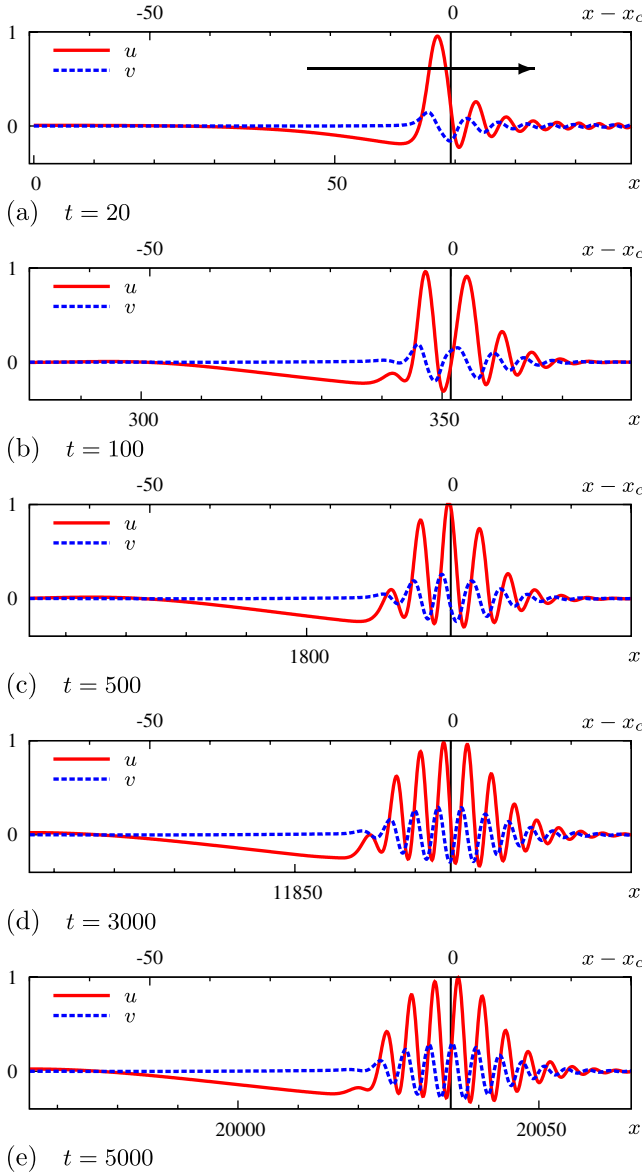 -50 0 x − x_c
1 u
v
0
0 50 x
(a) t = 20
-50 0 x − x_c
1 u
v
0
300 350 x
(b) t = 100
-50 0 x − x_c
1 u
v
0
1800 x
(c) t = 500
-50 0 x − x_c
1 u
v
0
11850 x
(d) t = 3000
-50 0 x − x_c
1 u
v
0
20000 20050 x
(e) t = 5000